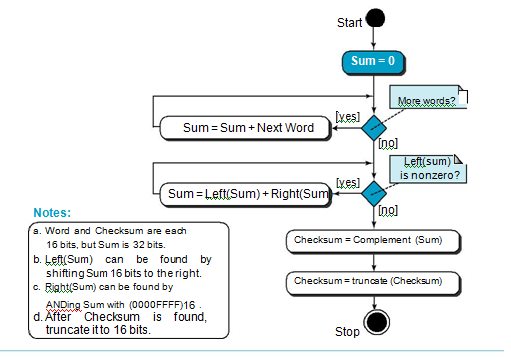 Start
Sum = 0
More words?
[yes]
Sum = Sum + Next Word
[no]
Left(sum)
is nonzero?
[yes]
Sum = Left(Sum) + Right(Sum
[no]
Notes:
a. Word and Checksum are each
16 bits, but Sum is 32 bits.
b. Left(Sum) can be found by
shifting Sum 16 bits to the right.
c. Right(Sum) can be found by
ANDing Sum with (0000FFFF)16 .
d. After Checksum is found,
truncate it to 16 bits.
Checksum = Complement (Sum)
Checksum = truncate (Checksum)
Stop